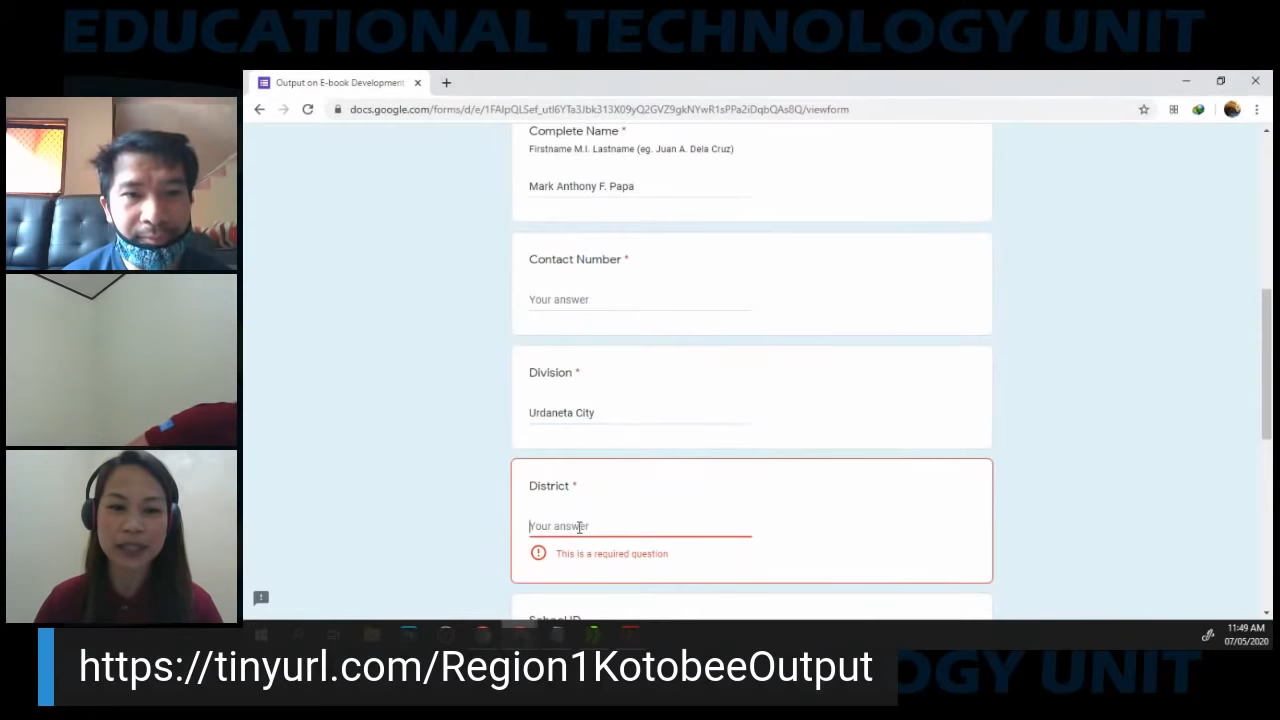 EDUCATIONAL TECHNOLOGY UNIT
Output on E-book Development
docs.google.com/forms/d/e/1FAIpQLSef_utl6YTa3Jbk313X09yQ2GVZ9gkNYwR1sPPa2iDqbQAs8Q/viewform
Complete Name *
Firstname M.I. Lastname (eg. Juan A. Dela Cruz)
Mark Anthony F. Papa
Contact Number *
Your answer
Division *
Urdaneta City
District *
Your answer
This is a required question
11:49 AM
07/05/2020
https://tinyurl.com/Region1KotobeeOutput
OGY UNIT